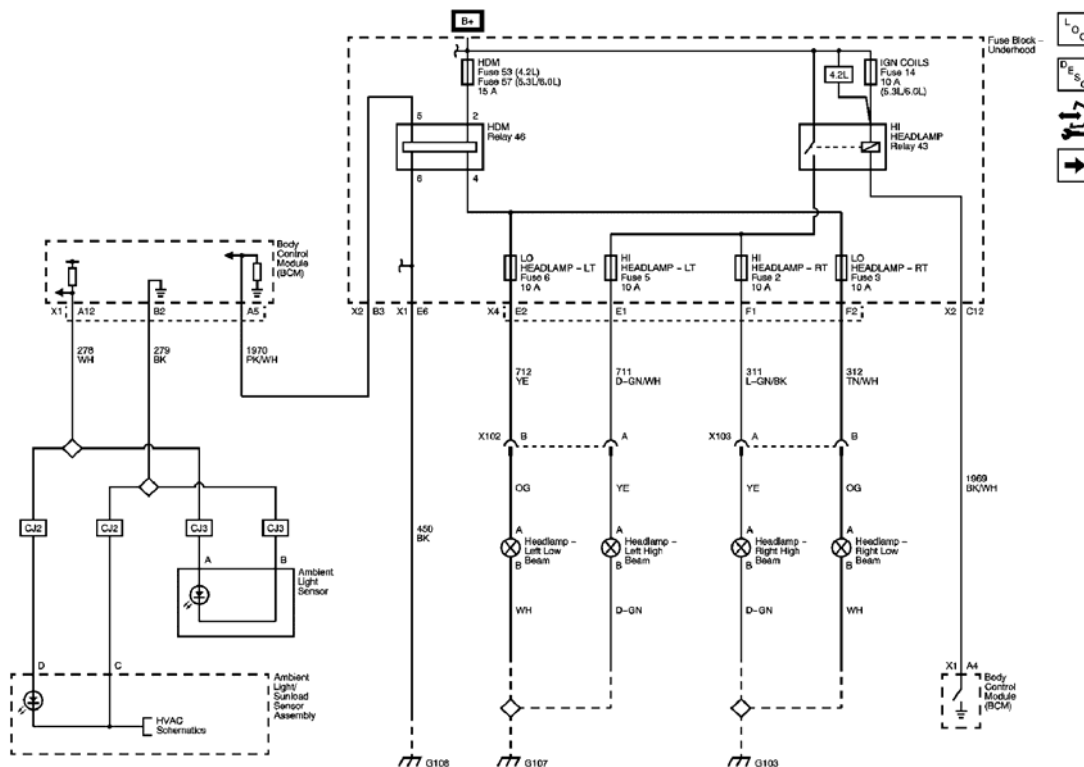 B+
Fuse Block –
Underhood
L O C
D E S C
HDM
Fuse 53 (4.2L)
Fuse 57 (5.3L/6.0L)
15 A
4.2L
IGN COILS
Fuse 14
10 A
(5.3L/6.0L)
5
2
HDM
Relay 46
6
4
HI
HEADLAMP
Relay 43
Body
Control
Module
(BCM)
LO
HEADLAMP – LT
Fuse 6
10 A
HI
HEADLAMP – LT
Fuse 5
10 A
HI
HEADLAMP – RT
Fuse 2
10 A
LO
HEADLAMP – RT
Fuse 3
10 A
X1 A12 B2 A5 X2 B3 X1 E6 X4 E2 E1 F1 F2 X2 C12
278
WH
279
BK
1970
PK/WH
712
YE
711
D–GN/WH
311
L–GN/BK
312
TN/WH
X102 B A X103 A B
OG YE YE OG
1969
BK/WH
CJ2 CJ2 CJ3 CJ3
450
BK
A
Headlamp –
Left Low
Beam
B
A
Headlamp –
Left High
Beam
B
A
Headlamp –
Right High
Beam
B
A
Headlamp –
Right Low
Beam
B
A B
Ambient
Light
Sensor
WH D–GN D–GN WH
D C
Ambient
Light/
Sunload
Sensor
Assembly
HVAC
Schematics
X1 A4
Body
Control
Module
(BCM)
G108 G107 G103